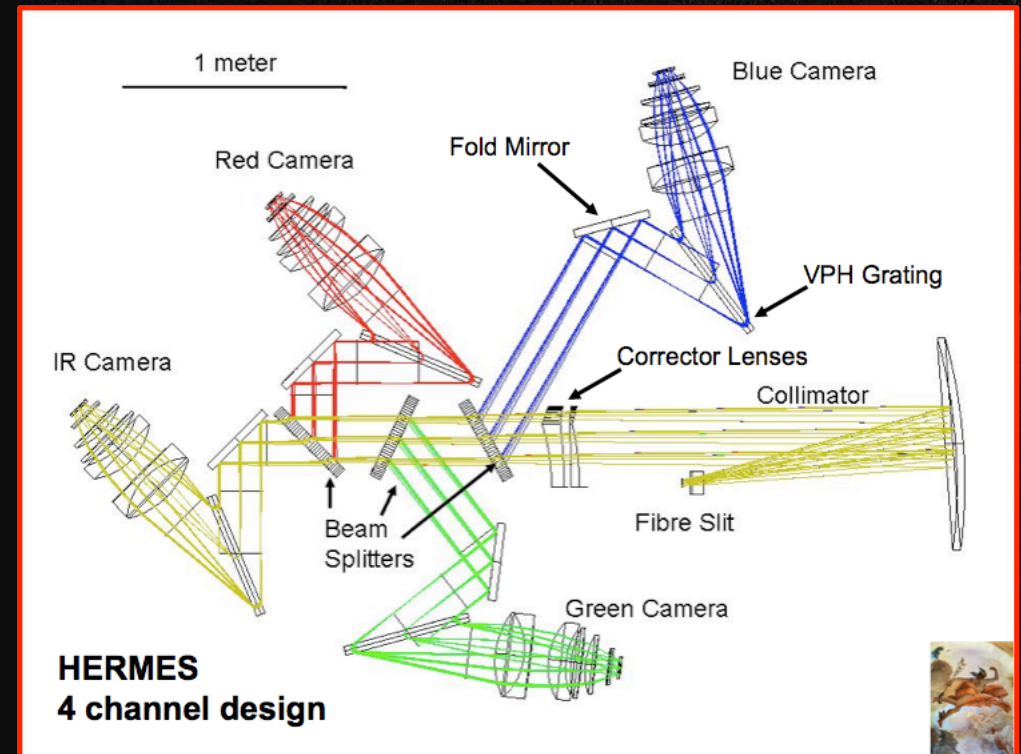 1 meter
Blue Camera
Fold Mirror
Red Camera
VPH Grating
Corrector Lenses
IR Camera
Collimator
Fibre Slit
Beam
Splitters
Green Camera
HERMES
4 channel design